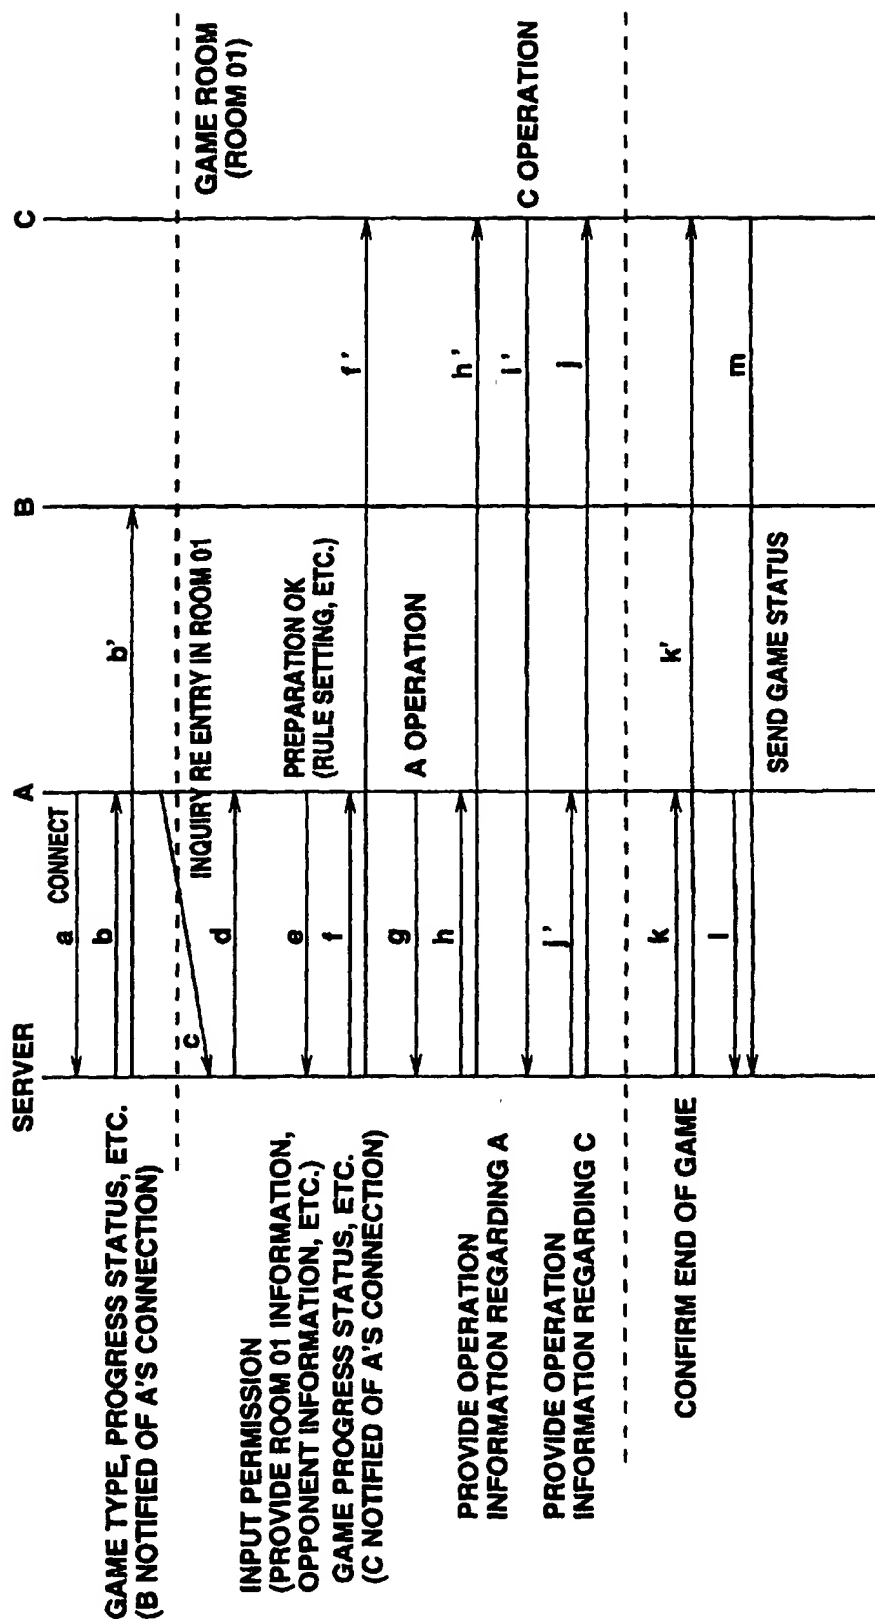 SERVER
A
B
C
a
CONNECT
GAME TYPE, PROGRESS STATUS, ETC.
(B NOTIFIED OF A'S CONNECTION)
b
b'
GAME ROOM
(ROOM 01)
c
INQUIRY RE ENTRY IN ROOM 01
INPUT PERMISSION
(PROVIDE ROOM 01 INFORMATION,
OPPONENT INFORMATION, ETC.)
d
e
PREPARATION OK
(RULE SETTING, ETC.)
GAME PROGRESS STATUS, ETC.
(C NOTIFIED OF A'S CONNECTION)
f
f'
g
A OPERATION
PROVIDE OPERATION
INFORMATION REGARDING A
h
h'
i'
C OPERATION
PROVIDE OPERATION
INFORMATION REGARDING C
j'
j
CONFIRM END OF GAME
k
k'
l
m
SEND GAME STATUS